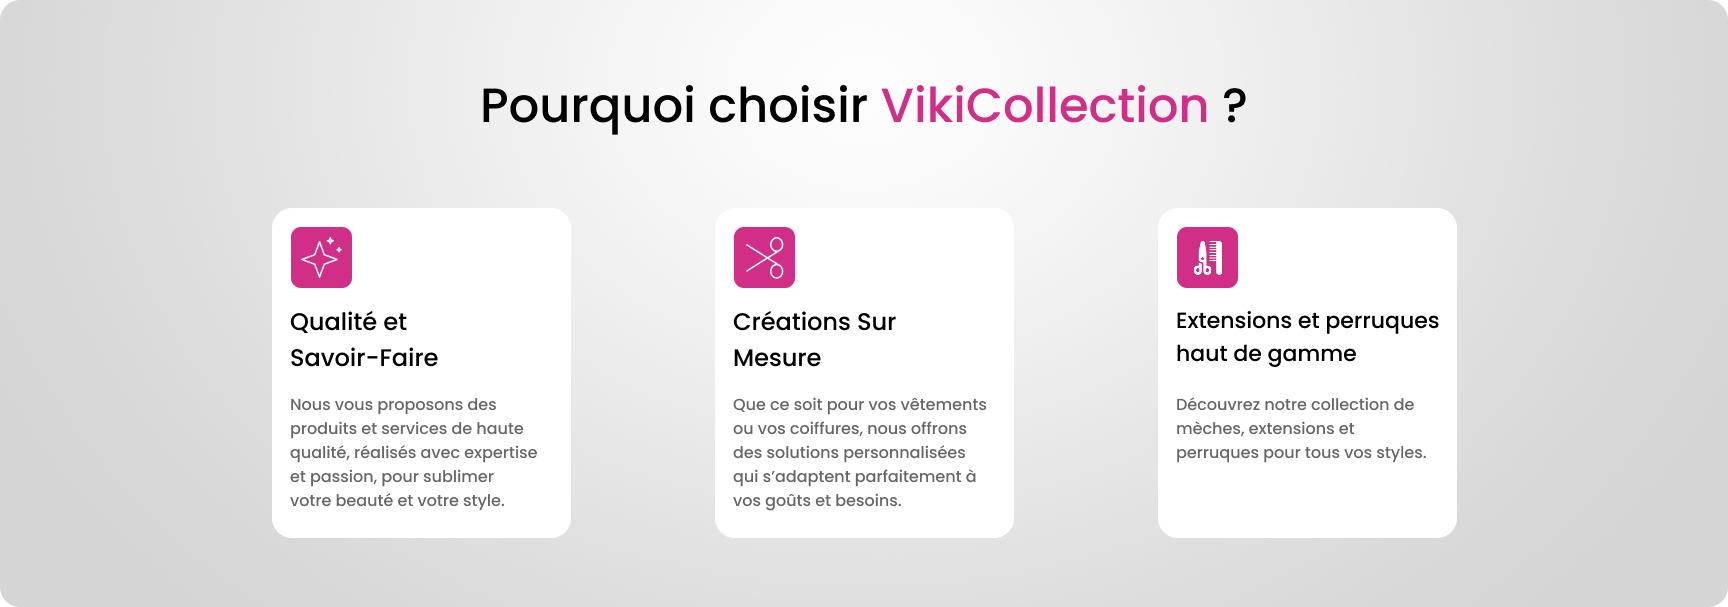 Pourquoi choisir VikiCollection ?
Qualité et
Savoir-Faire
Nous vous proposons des
produits et services de haute
qualité, réalisés avec expertise
et passion, pour sublimer
votre beauté et votre style.
Créations Sur
Mesure
Que ce soit pour vos vêtements
ou vos coiffures, nous offrons
des solutions personnalisées
qui s’adaptent parfaitement à
vos goûts et besoins.
Extensions et perruques
haut de gamme
Découvrez notre collection de
mèches, extensions et
perruques pour tous vos styles.